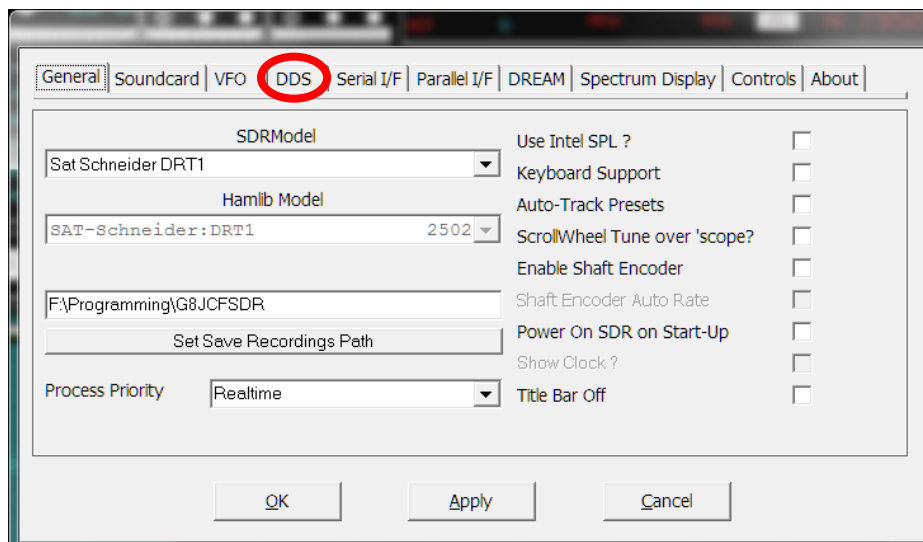 General Soundcard VFO DDS Serial I/F Parallel I/F DREAM Spectrum Display Controls About
SDRModel
Sat Schneider DRT1
Hamlib Model
SAT-Schneider:DRT1 2502
F:\Programming\G8JCFSDR
Set Save Recordings Path
Process Priority Realtime
Use Intel SPL ?
Keyboard Support
Auto-Track Presets
ScrollWheel Tune over 'scope?
Enable Shaft Encoder
Shaft Encoder Auto Rate
Power On SDR on Start-Up
Show Clock ?
Title Bar Off
OK Apply Cancel